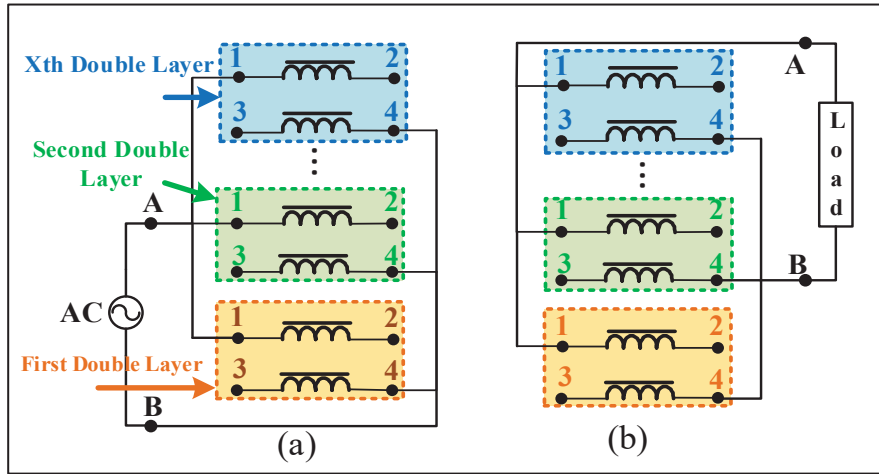 Xth Double Layer
1 2
3 4
Second Double
Layer
A
1 2
3 4
AC
1 2
First Double Layer
3 4
B
(a)
A
1 2
3 4
Load
1 2
3 4
B
1 2
3 4
(b)